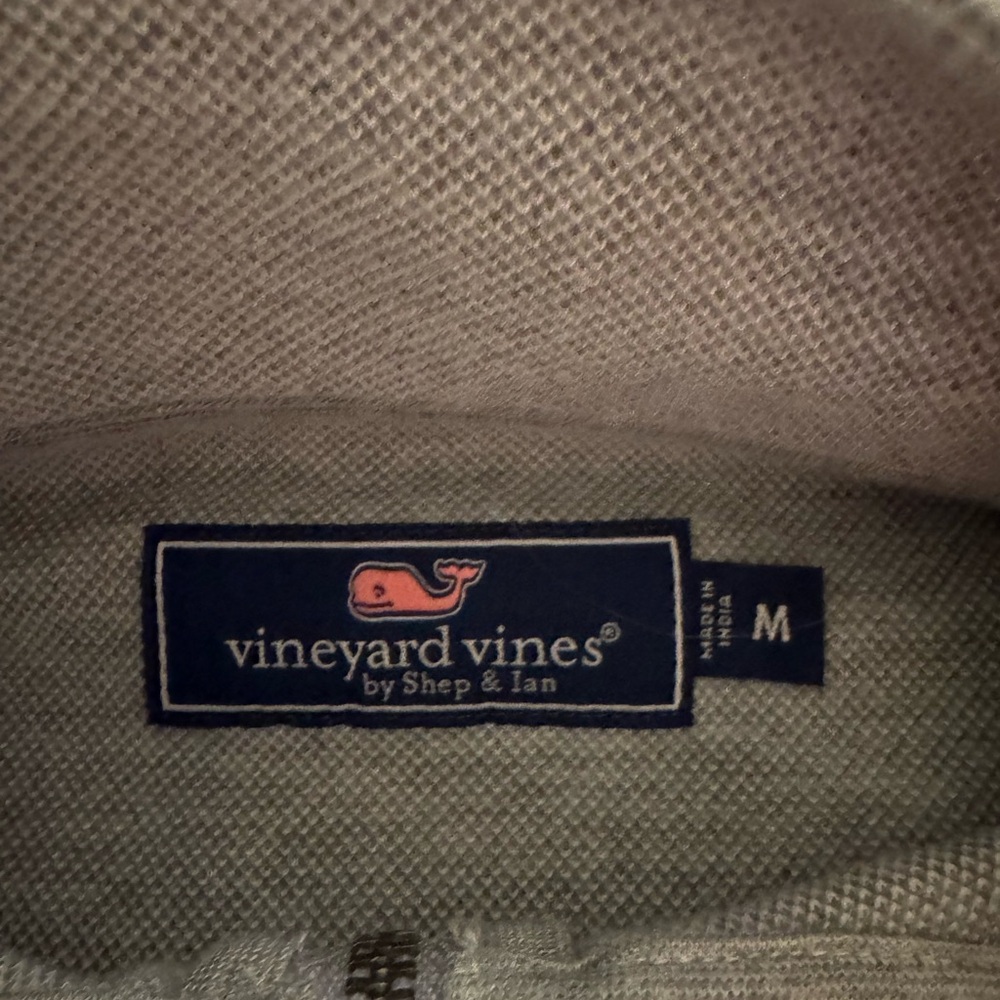 vineyard vines®
by Shep & Ian
MADE IN
INDIA
M